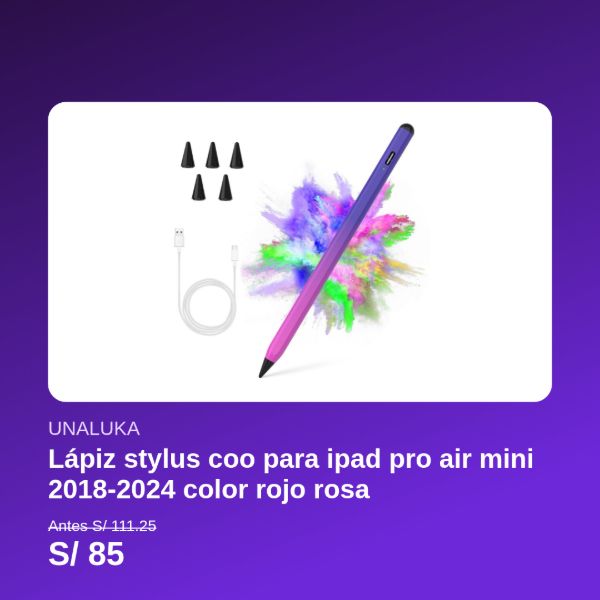 UNALUKA
Lápiz stylus coo para ipad pro air mini
2018-2024 color rojo rosa
Antes S/ 111.25
S/ 85